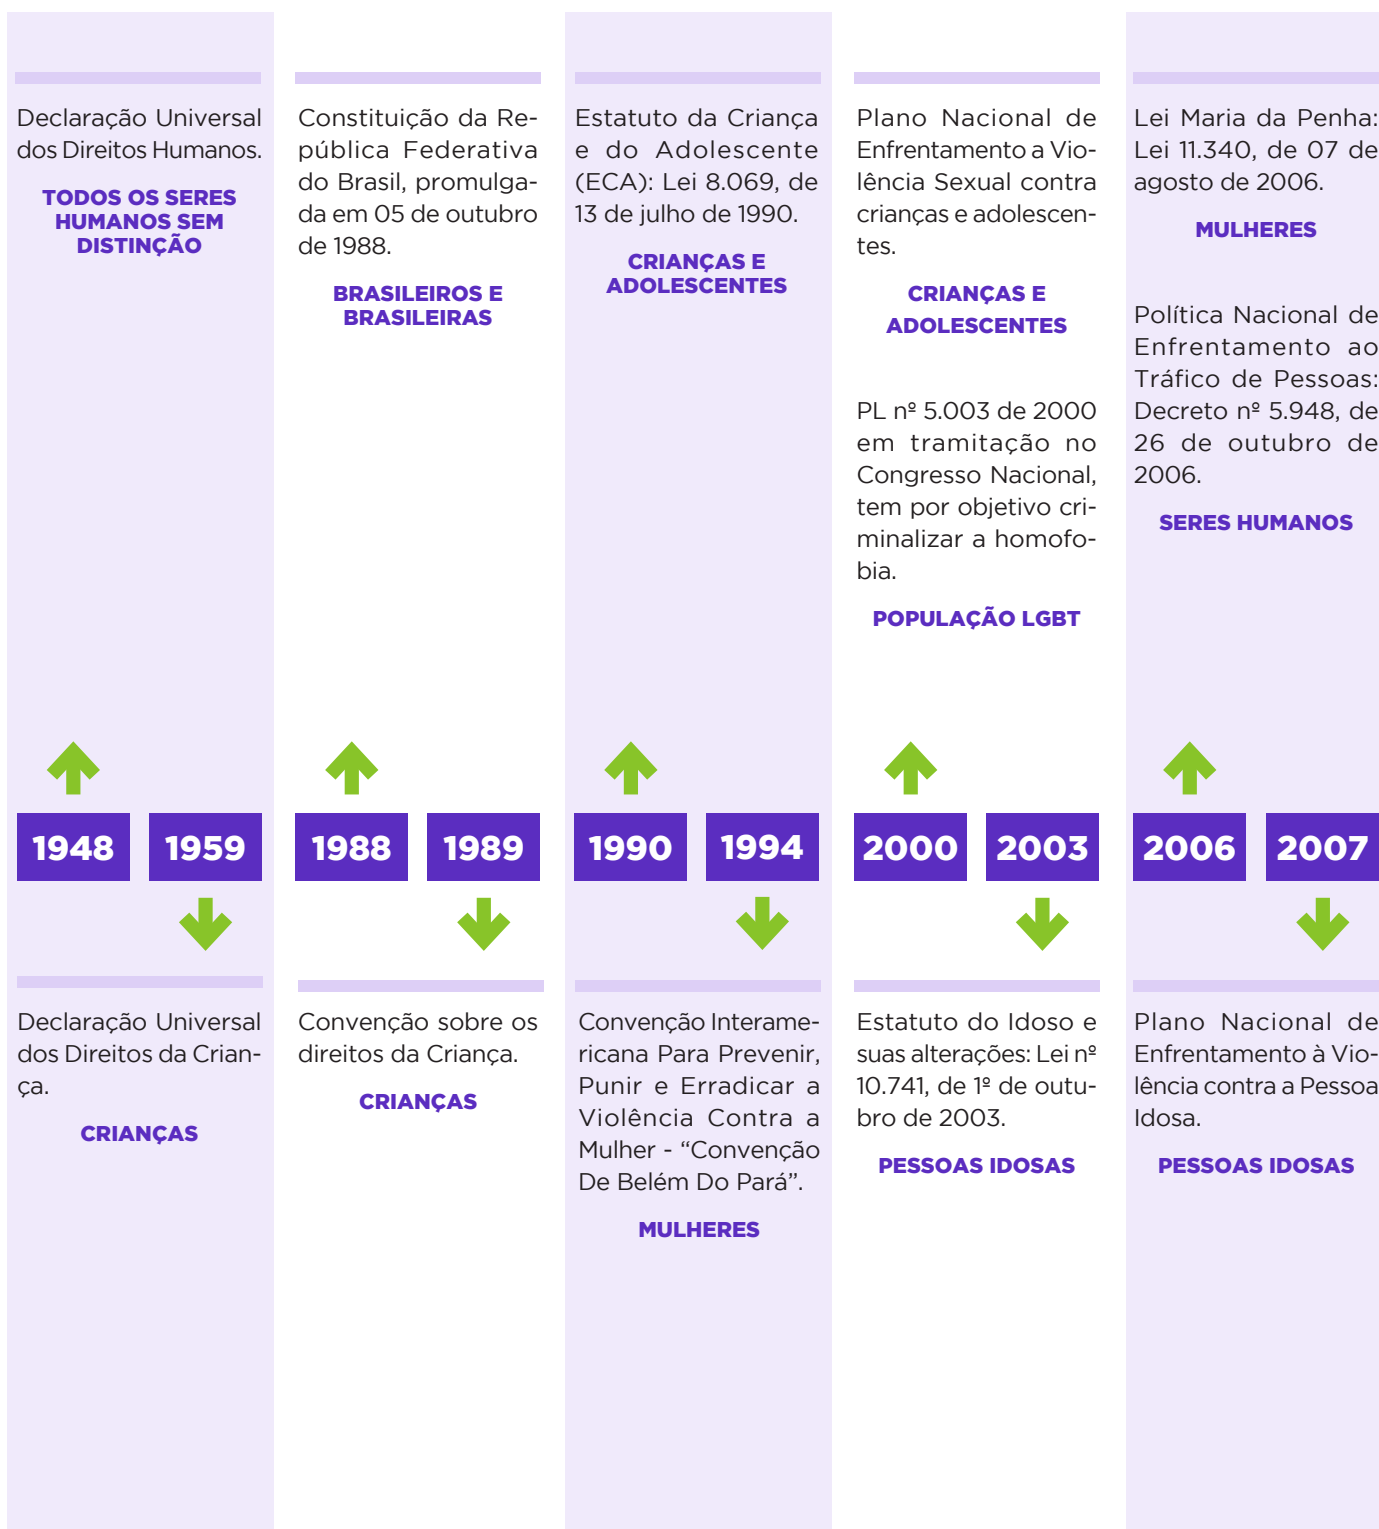 Declaração Universal
dos Direitos Humanos.
TODOS OS SERES
HUMANOS SEM
DISTINÇÃO
Constituição da Re-
pública Federativa
do Brasil, promulga-
da em 05 de outubro
de 1988.
BRASILEIROS E
BRASILEIRAS
Estatuto da Criança
e do Adolescente
(ECA): Lei 8.069, de
13 de julho de 1990.
CRIANÇAS E
ADOLESCENTES
Plano Nacional de
Enfrentamento a Vio-
lência Sexual contra
crianças e adolescen-
tes.
CRIANÇAS E
ADOLESCENTES
PL nº 5.003 de 2000
em tramitação no
Congresso Nacional,
tem por objetivo cri-
minalizar a homofo-
bia.
POPULAÇÃO LGBT
Lei Maria da Penha:
Lei 11.340, de 07 de
agosto de 2006.
MULHERES
Política Nacional de
Enfrentamento ao
Tráfico de Pessoas:
Decreto nº 5.948, de
26 de outubro de
2006.
SERES HUMANOS
1948 1959 1988 1989 1990 1994 2000 2003 2006 2007
Declaração Universal
dos Direitos da Crian-
ça.
CRIANÇAS
Convenção sobre os
direitos da Criança.
CRIANÇAS
Convenção Interame-
ricana Para Prevenir,
Punir e Erradicar a
Violência Contra a
Mulher - “Convenção
De Belém Do Pará”.
MULHERES
Estatuto do Idoso e
suas alterações: Lei nº
10.741, de 1º de outu-
bro de 2003.
PESSOAS IDOSAS
Plano Nacional de
Enfrentamento à Vio-
lência contra a Pessoa
Idosa.
PESSOAS IDOSAS